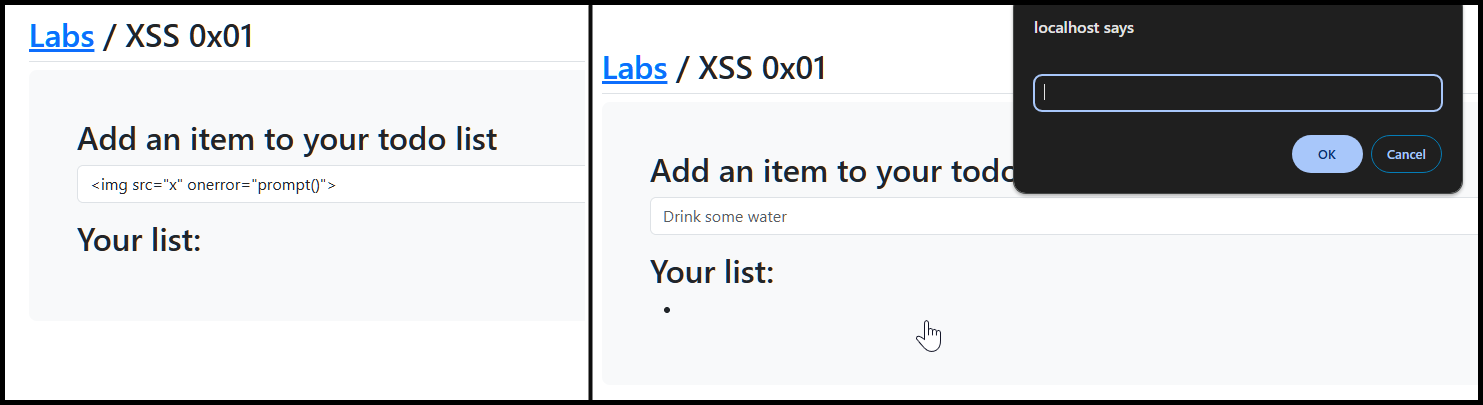 Labs / XSS 0x01
Add an item to your todo list
<img src="x" onerror="prompt()">
Your list:
localhost says
OK
Cancel
Labs / XSS 0x01
Add an item to your todo
Drink some water
Your list: